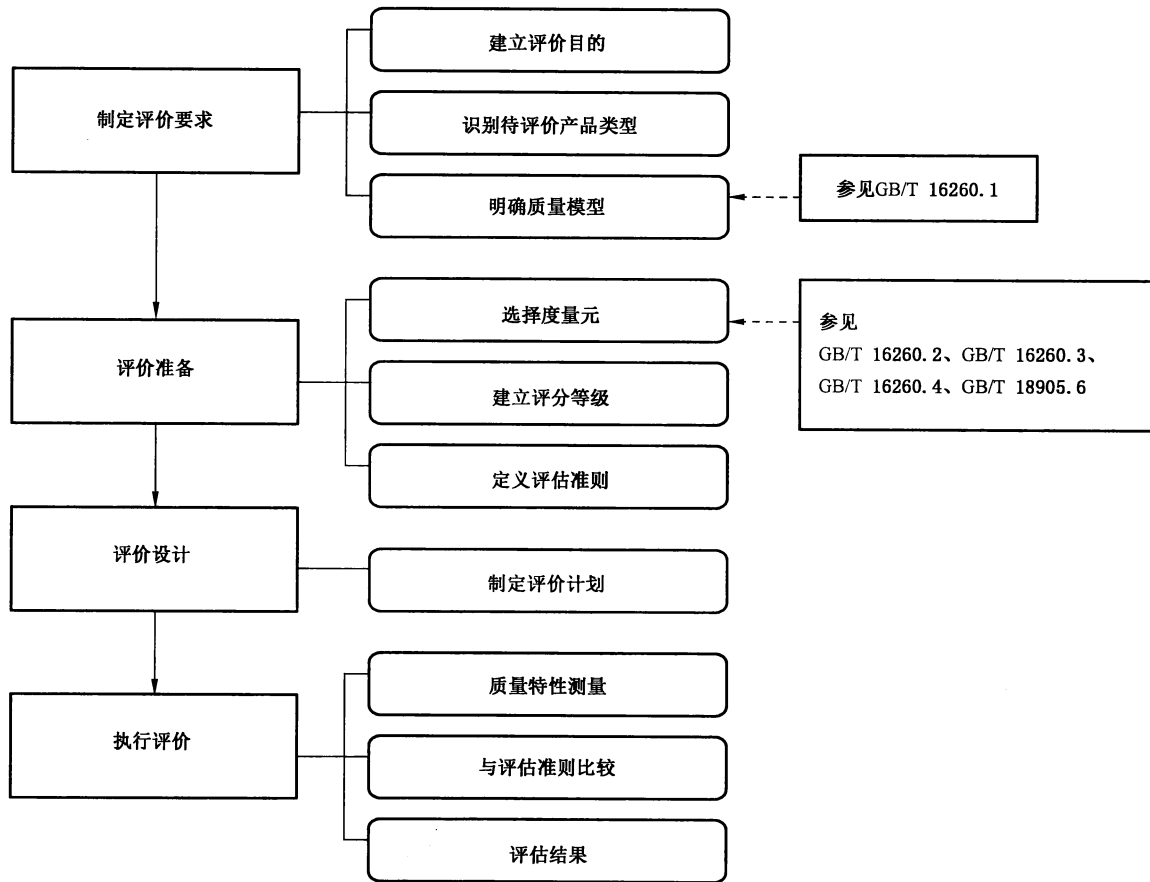 制定评价要求
建立评价目的
识别待评价产品类型
明确质量模型
参见GB/T 16260.1
评价准备
选择度量元
建立评分等级
定义评估准则
参见
GB/T 16260.2、GB/T 16260.3、
GB/T 16260.4、GB/T 18905.6
评价设计
制定评价计划
执行评价
质量特性测量
与评估准则比较
评估结果